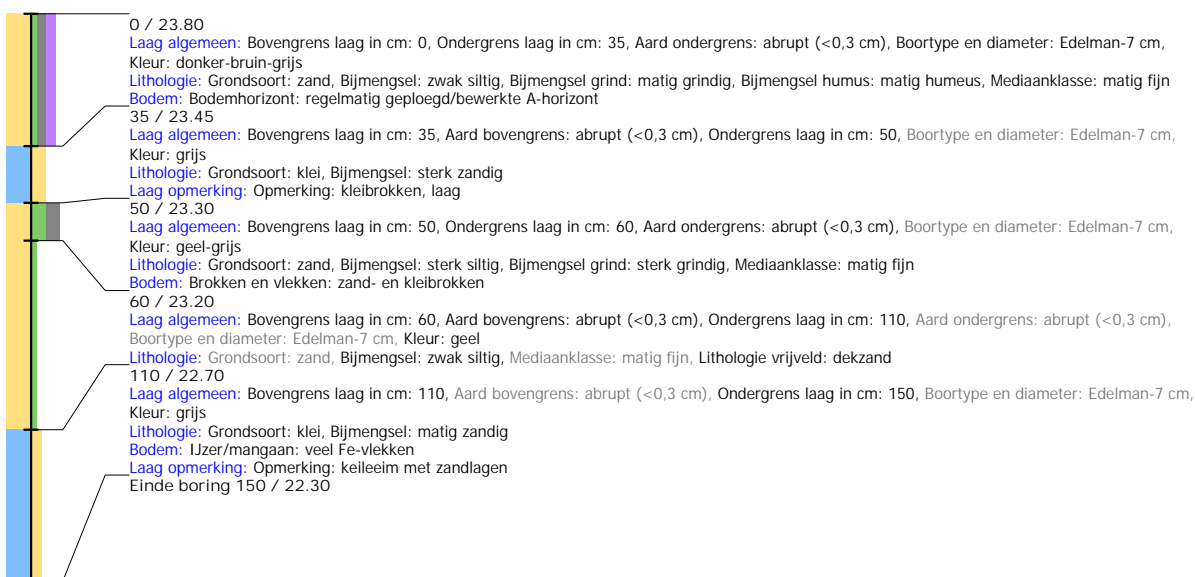 0 / 23.80
Laag algemeen: Bovengrens laag in cm: 0, Ondergrens laag in cm: 35, Aard ondergrens: abrupt (<0,3 cm), Boortype en diameter: Edelman-7 cm,
Kleur: donker-bruin-grijs
Lithologie: Grondsoort: zand, Bijmengsel: zwak siltig, Bijmengsel grind: matig grindig, Bijmengsel humus: matig humeus, Mediaanklasse: matig fijn
Bodem: Bodemhorizont: regelmatig geploegd/bewerkte A-horizont
35 / 23.45
Laag algemeen: Bovengrens laag in cm: 35, Aard bovengrens: abrupt (<0,3 cm), Ondergrens laag in cm: 50, Boortype en diameter: Edelman-7 cm,
Kleur: grijs
Lithologie: Grondsoort: klei, Bijmengsel: sterk zandig
Laag opmerking: Opmerking: kleibrokken, laag
50 / 23.30
Laag algemeen: Bovengrens laag in cm: 50, Ondergrens laag in cm: 60, Aard ondergrens: abrupt (<0,3 cm), Boortype en diameter: Edelman-7 cm,
Kleur: geel-grijs
Lithologie: Grondsoort: zand, Bijmengsel: sterk siltig, Bijmengsel grind: sterk grindig, Mediaanklasse: matig fijn
Bodem: Brokken en vlekken: zand- en kleibrokken
60 / 23.20
Laag algemeen: Bovengrens laag in cm: 60, Aard bovengrens: abrupt (<0,3 cm), Ondergrens laag in cm: 110, Aard ondergrens: abrupt (<0,3 cm),
Boortype en diameter: Edelman-7 cm, Kleur: geel
Lithologie: Grondsoort: zand, Bijmengsel: zwak siltig, Mediaanklasse: matig fijn, Lithologie vrijveld: dekzand
110 / 22.70
Laag algemeen: Bovengrens laag in cm: 110, Aard bovengrens: abrupt (<0,3 cm), Ondergrens laag in cm: 150, Boortype en diameter: Edelman-7 cm,
Kleur: grijs
Lithologie: Grondsoort: klei, Bijmengsel: matig zandig
Bodem: IJzer/mangaan: veel Fe-vlekken
Laag opmerking: Opmerking: keileeim met zandlagen
Einde boring 150 / 22.30